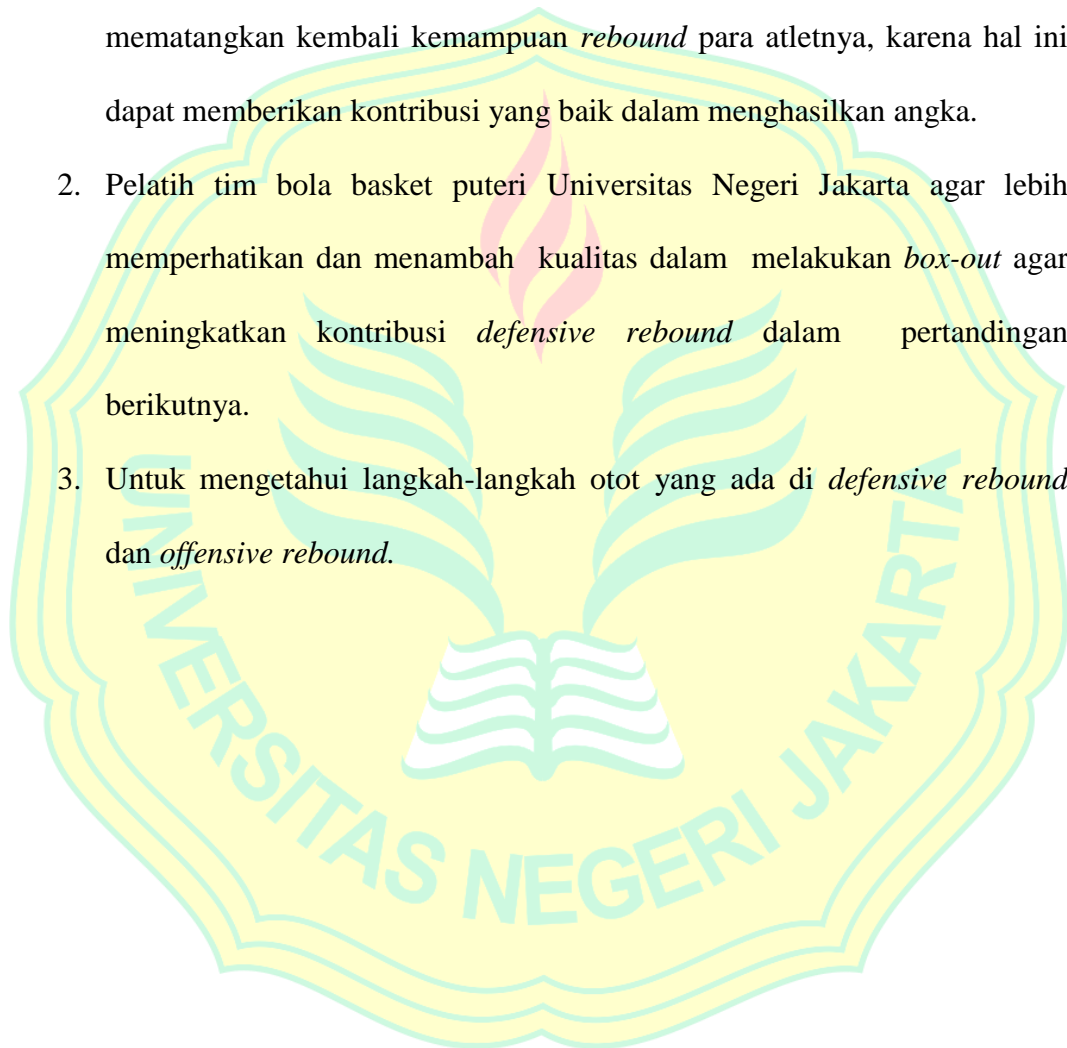 mematangkan kembali kemampuan rebound para atletnya, karena hal ini
dapat memberikan kontribusi yang baik dalam menghasilkan angka.
2. Pelatih tim bola basket puteri Universitas Negeri Jakarta agar lebih
memperhatikan dan menambah kualitas dalam melakukan box-out agar
meningkatkan kontribusi defensive rebound dalam pertandingan
berikutnya.
3. Untuk mengetahui langkah-langkah otot yang ada di defensive rebound
dan offensive rebound.
UNIVERSITAS NEGERI JAKARTA